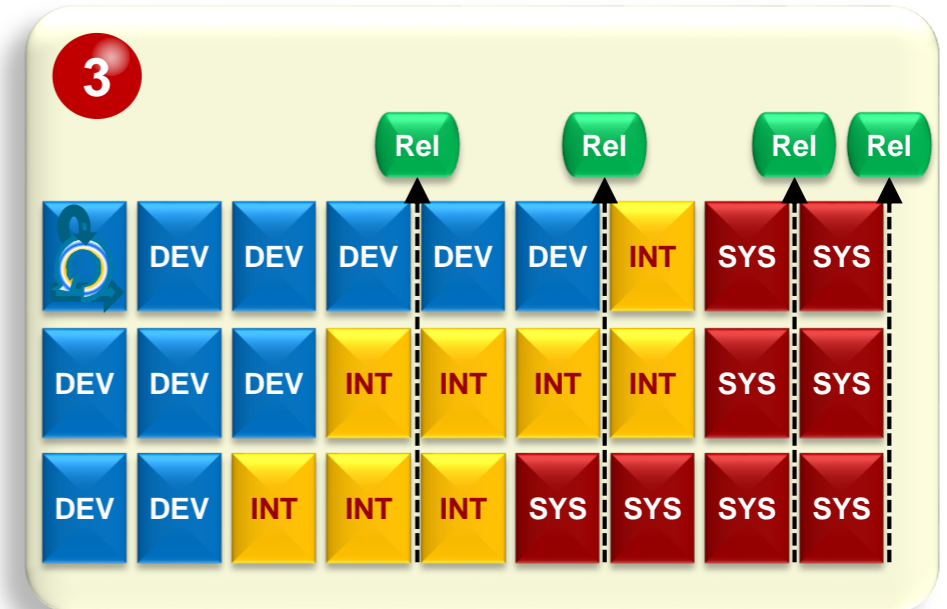 3
Rel Rel Rel Rel
DEV DEV DEV DEV DEV INT SYS SYS
DEV DEV DEV INT INT INT INT SYS SYS
DEV DEV INT INT INT SYS SYS SYS SYS